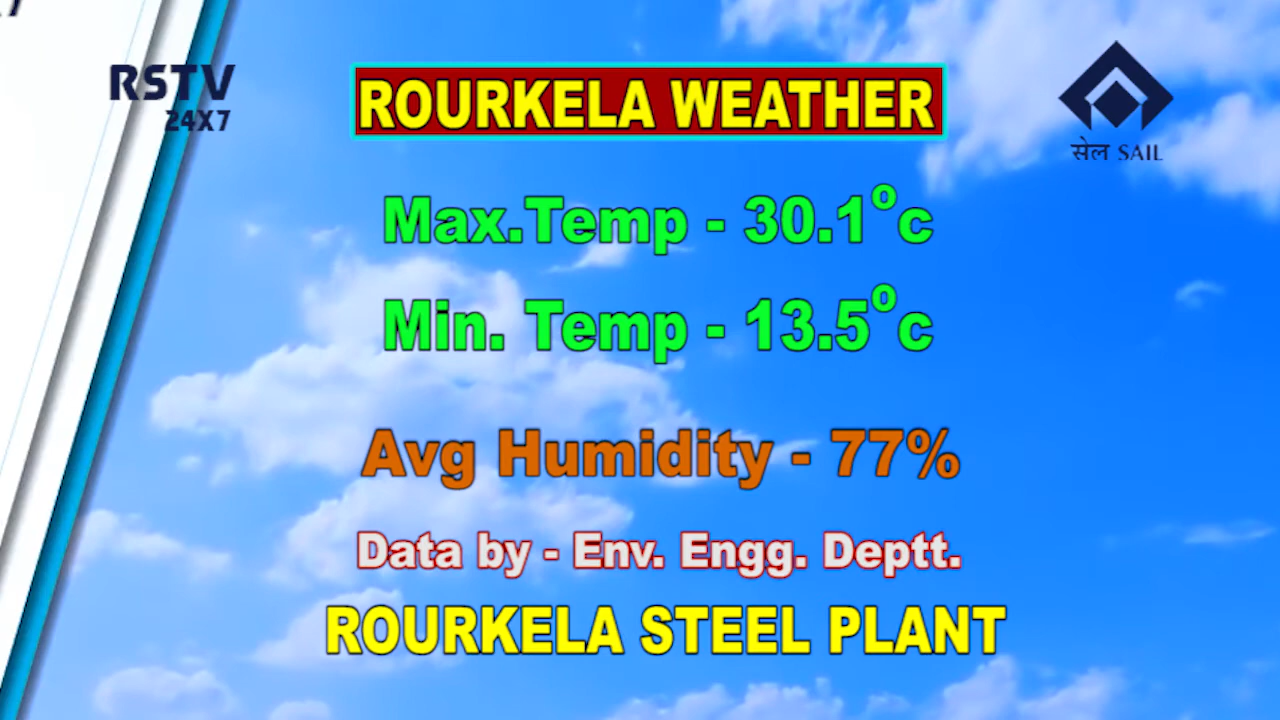 RSTV
24X7
ROURKELA WEATHER
सेल SAIL
Max.Temp - 30.1°c
Min. Temp - 13.5°c
Avg Humidity - 77%
Data by - Env. Engg. Deptt.
ROURKELA STEEL PLANT